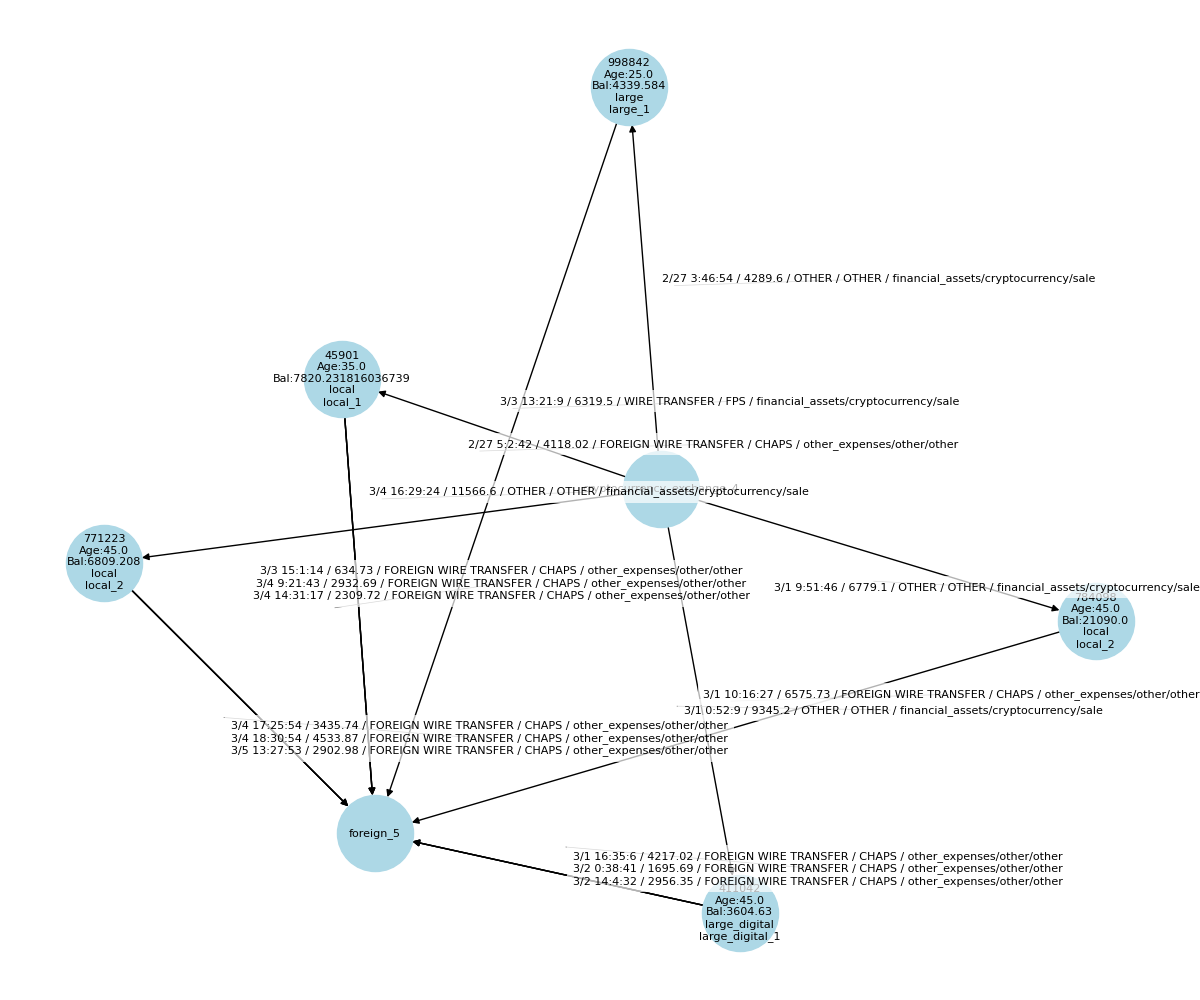 998842
Age:25.0
Bal:4339.584
large
large_1
2/27 3:46:54 / 4289.6 / OTHER / OTHER / financial_assets/cryptocurrency/sale
45901
Age:35.0
Bal:7820.231816036739
local
local_1
3/3 13:21:9 / 6319.5 / WIRE TRANSFER / FPS / financial_assets/cryptocurrency/sale
2/27 5:2:42 / 4118.02 / FOREIGN WIRE TRANSFER / CHAPS / other_expenses/other/other
3/4 16:29:24 / 11566.6 / OTHER / OTHER / financial_assets/cryptocurrency/sale
771223
Age:45.0
Bal:6809.208
local
local_2
3/3 15:1:14 / 634.73 / FOREIGN WIRE TRANSFER / CHAPS / other_expenses/other/other
3/4 9:21:43 / 2932.69 / FOREIGN WIRE TRANSFER / CHAPS / other_expenses/other/other
3/4 14:31:17 / 2309.72 / FOREIGN WIRE TRANSFER / CHAPS / other_expenses/other/other
3/1 9:51:46 / 6779.1 / OTHER / OTHER / financial_assets/cryptocurrency/sale
Age:45.0
Bal:21090.0
local
local_2
3/1 10:16:27 / 6575.73 / FOREIGN WIRE TRANSFER / CHAPS / other_expenses/other/other
3/1 0:52:9 / 9345.2 / OTHER / OTHER / financial_assets/cryptocurrency/sale
3/4 17:25:54 / 3435.74 / FOREIGN WIRE TRANSFER / CHAPS / other_expenses/other/other
3/4 18:30:54 / 4533.87 / FOREIGN WIRE TRANSFER / CHAPS / other_expenses/other/other
3/5 13:27:53 / 2902.98 / FOREIGN WIRE TRANSFER / CHAPS / other_expenses/other/other
foreign_5
3/1 16:35:6 / 4217.02 / FOREIGN WIRE TRANSFER / CHAPS / other_expenses/other/other
3/2 0:38:41 / 1695.69 / FOREIGN WIRE TRANSFER / CHAPS / other_expenses/other/other
3/2 14:4:32 / 2956.35 / FOREIGN WIRE TRANSFER / CHAPS / other_expenses/other/other
Age:45.0
Bal:3604.63
large_digital
large_digital_1